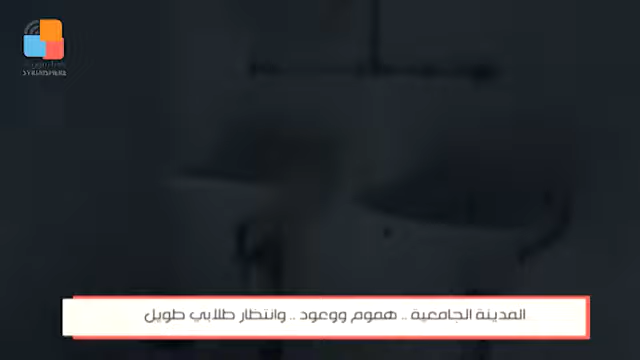 المدينة الجامعية .. هموم ووعود .. وانتظار طلابي طويل